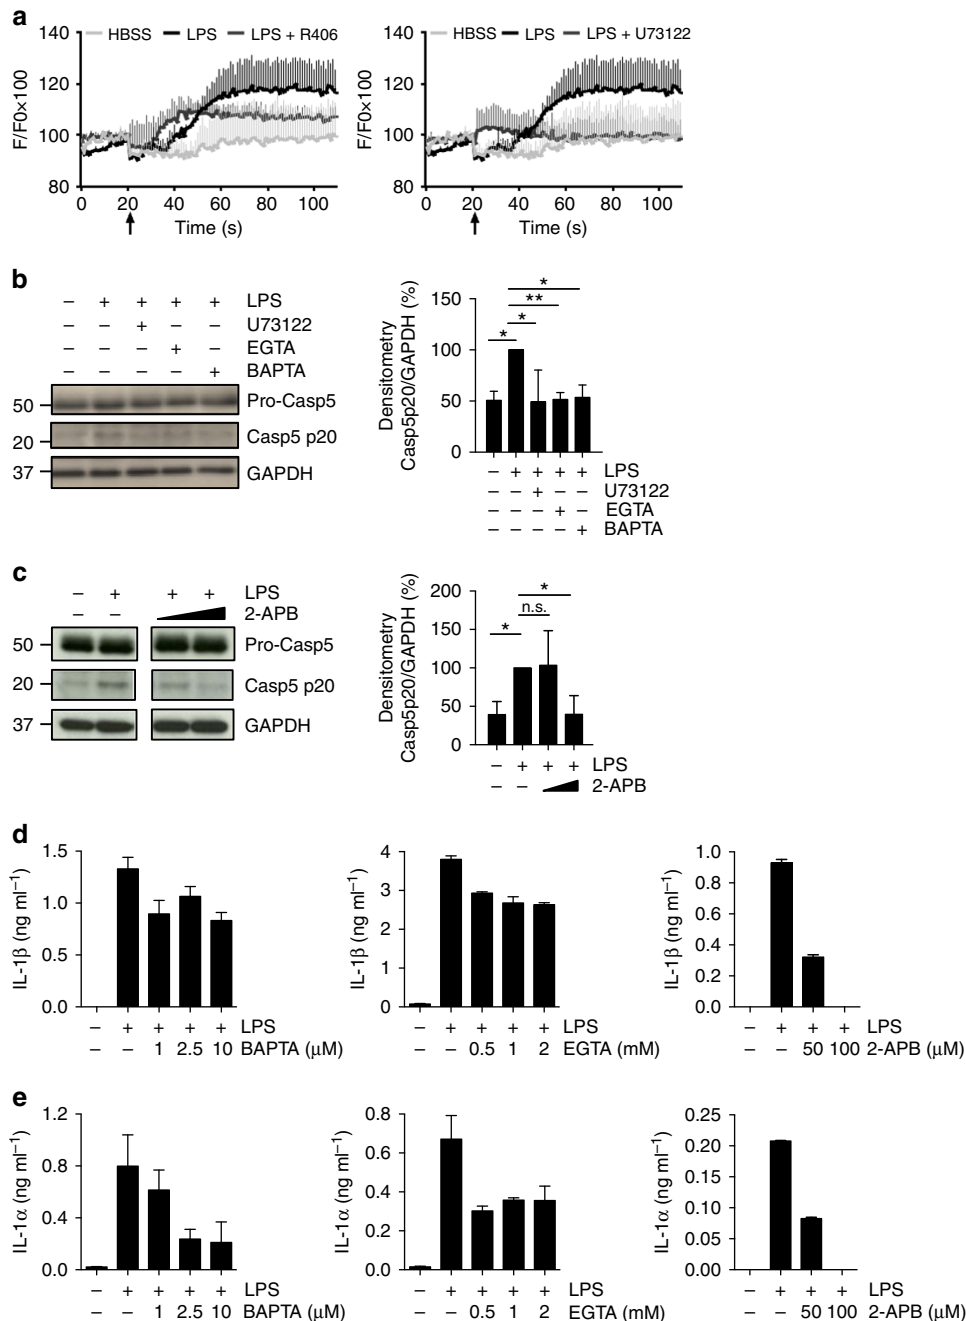 a
HBSS LPS LPS + R406
HBSS LPS LPS + U73122
F/F0×100
140
120
100
80
0 20 40 60 80 100
Time (s)
F/F0×100
140
120
100
80
0 20 40 60 80 100
Time (s)
b
– + + + + LPS
– – + – – U73122
– – – + – EGTA
– – – – + BAPTA
50 Pro-Casp5
20 Casp5 p20
37 GAPDH
Densitometry
Casp5p20/GAPDH (%)
150
100
50
0
*
**
*
*
– + + + + LPS
– – + – – U73122
– – – + – EGTA
– – – – + BAPTA
c
– + + + LPS
– – 2-APB
50 Pro-Casp5
20 Casp5 p20
37 GAPDH
Densitometry
Casp5p20/GAPDH (%)
200
150
100
50
0
*
n.s.
*
– + + + LPS
– – 2-APB
d
IL-1β (ng ml⁻¹)
1.5
1.0
0.5
0.0
– + + + + LPS
– – 1 2.5 10 BAPTA (μM)
IL-1β (ng ml⁻¹)
4
3
2
1
0
– + + + + LPS
– – 0.5 1 2 EGTA (mM)
IL-1β (ng ml⁻¹)
1.0
0.8
0.6
0.4
0.2
0.0
– + + + LPS
– – 50 100 2-APB (μM)
e
IL-1α (ng ml⁻¹)
1.2
0.8
0.4
0.0
– + + + + LPS
– – 1 2.5 10 BAPTA (μM)
IL-1α (ng ml⁻¹)
0.8
0.6
0.4
0.2
0.0
– + + + + LPS
– – 0.5 1 2 EGTA (mM)
IL-1α (ng ml⁻¹)
0.25
0.20
0.15
0.10
0.05
0.00
– + + + LPS
– – 50 100 2-APB (μM)